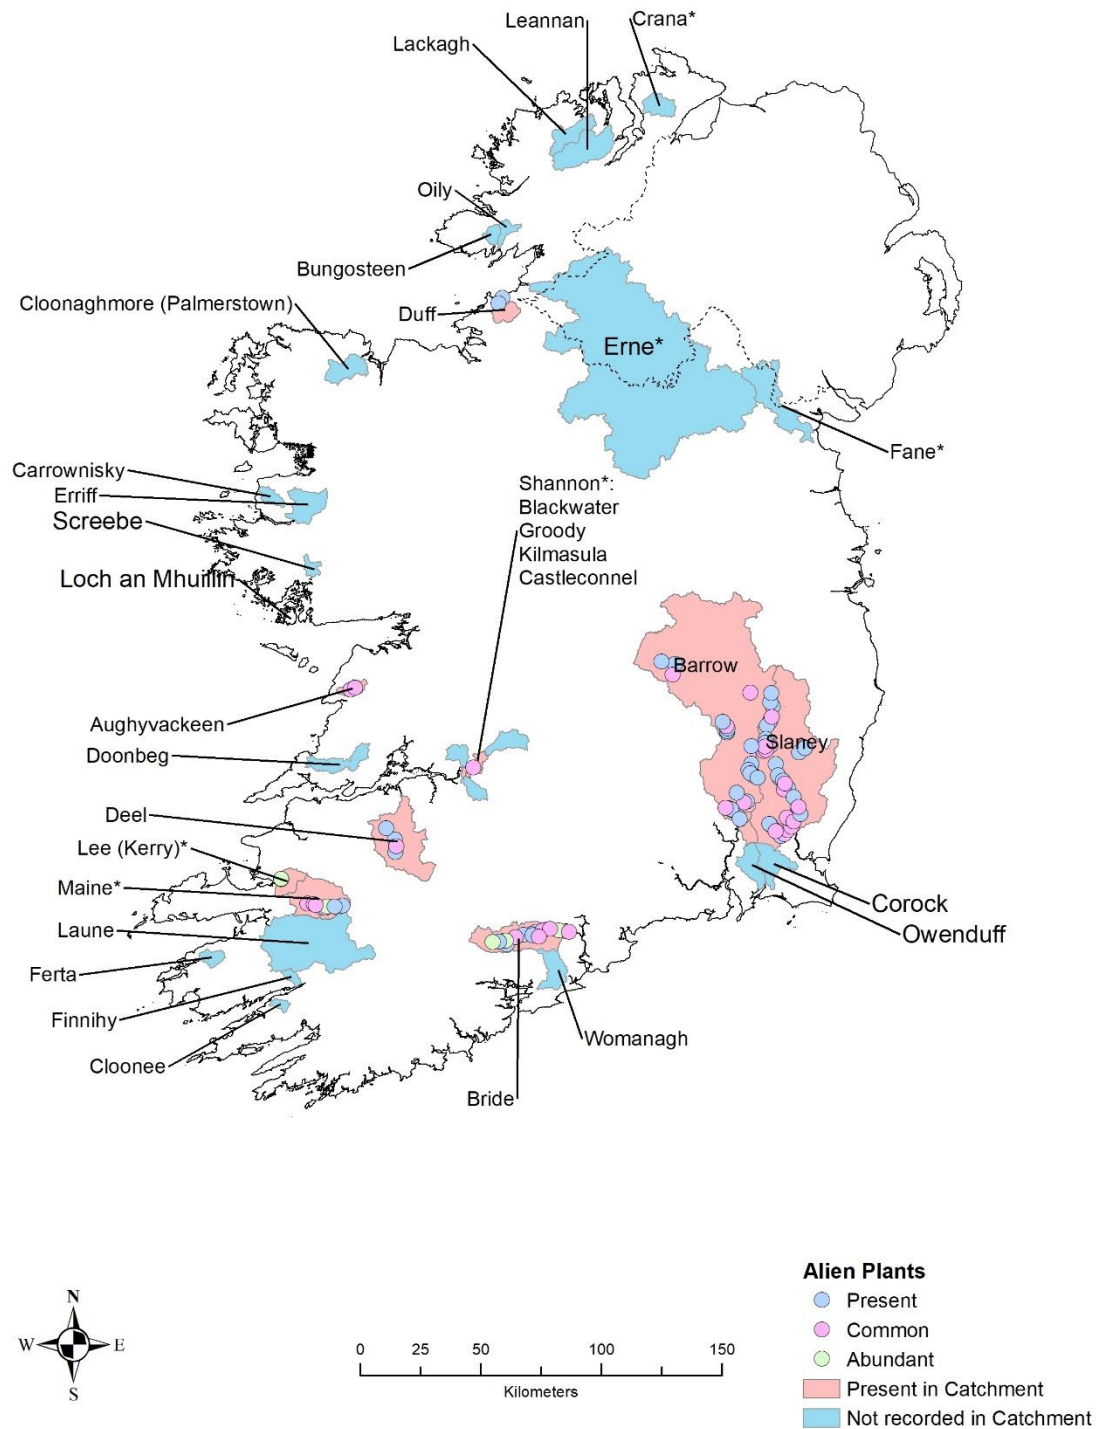 Leannan
Crana*
Lackagh
Oily
Bungosteen
Cloonaghmore (Palmerstown)
Duff
Erne*
Fane*
Carrownisky
Erriff
Screebe
Loch an Mhuilin
Shannon*:
Blackwater
Groody
Kilmasula
Castleconnel
Barrow
Aughyvackeen
Slaney
Doonbeg
Deel
Lee (Kerry)*
Maine*
Laune
Corock
Owenduff
Ferta
Finnihy
Womanagh
Cloonee
Bride
N
W
E
S
0 25 50 100 150
Kilometers
Alien Plants
Present
Common
Abundant
Present in Catchment
Not recorded in Catchment